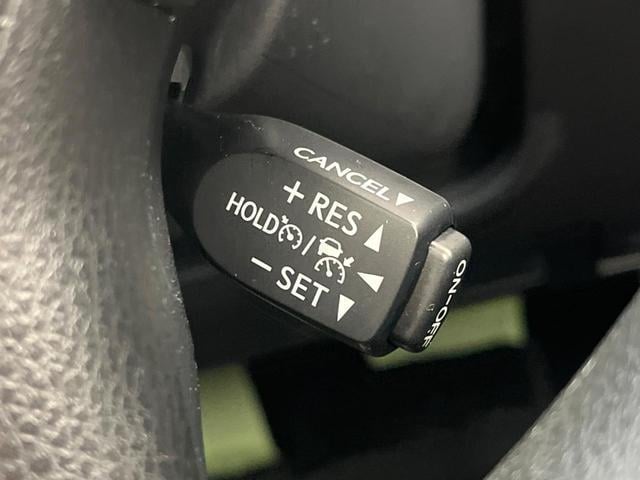 CANCEL▼
+ RES ▲
HOLD / ◀
- SET ▼
ON-OFF